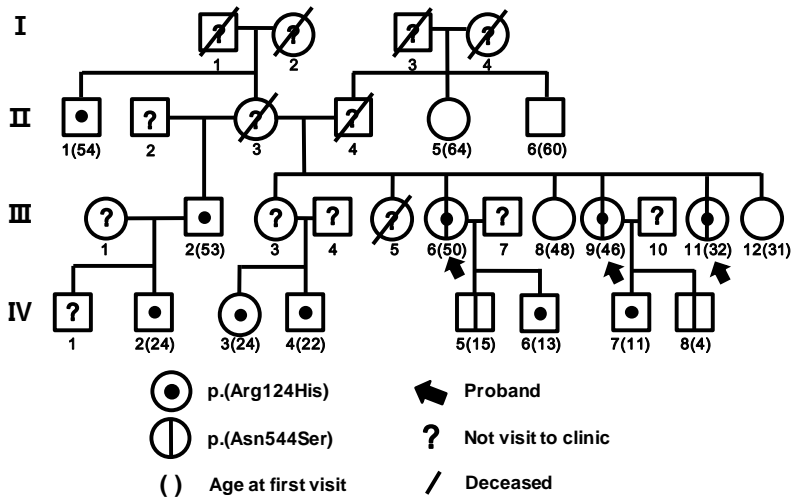 I
? ? ? ?
1 2 3 4
II
? ? ?
1(54) 2 3 4 5(64) 6(60)
III
? ? ? ? ? ?
1 2(53) 3 4 5 6(50) 7 8(48) 9(46) 10 11(32) 12(31)
IV
?
1 2(24) 3(24) 4(22) 5(15) 6(13) 7(11) 8(4)
p.(Arg124His) Proband
p.(Asn544Ser) ? Not visit to clinic
( ) Age at first visit / Deceased